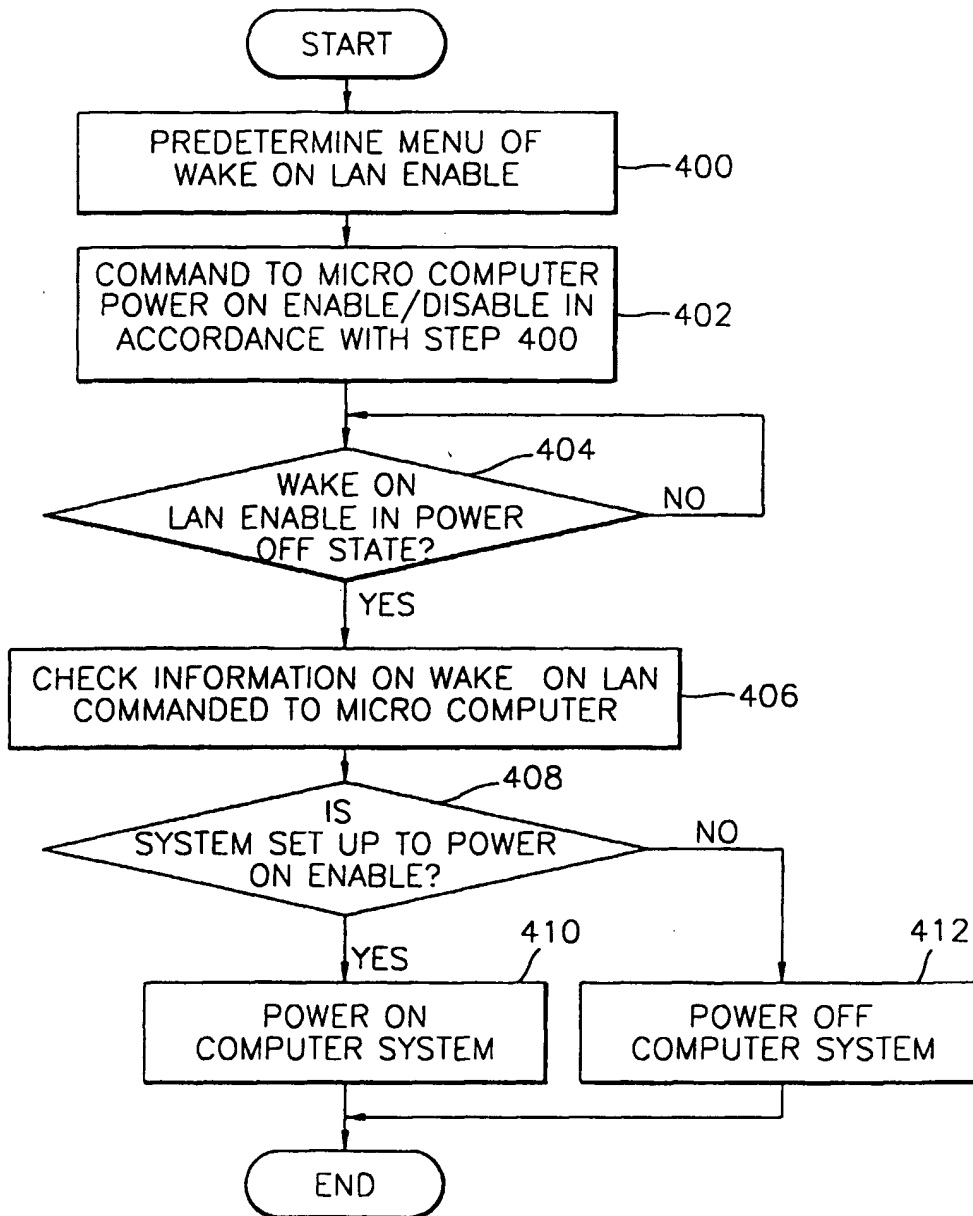 START
PREDETERMINE MENU OF
WAKE ON LAN ENABLE
400
COMMAND TO MICRO COMPUTER
POWER ON ENABLE/DISABLE IN
ACCORDANCE WITH STEP 400
402
404
WAKE ON
LAN ENABLE IN POWER
OFF STATE?
NO
YES
CHECK INFORMATION ON WAKE ON LAN
COMMANDED TO MICRO COMPUTER
406
408
IS
SYSTEM SET UP TO POWER
ON ENABLE?
NO
YES
410
POWER ON
COMPUTER SYSTEM
412
POWER OFF
COMPUTER SYSTEM
END